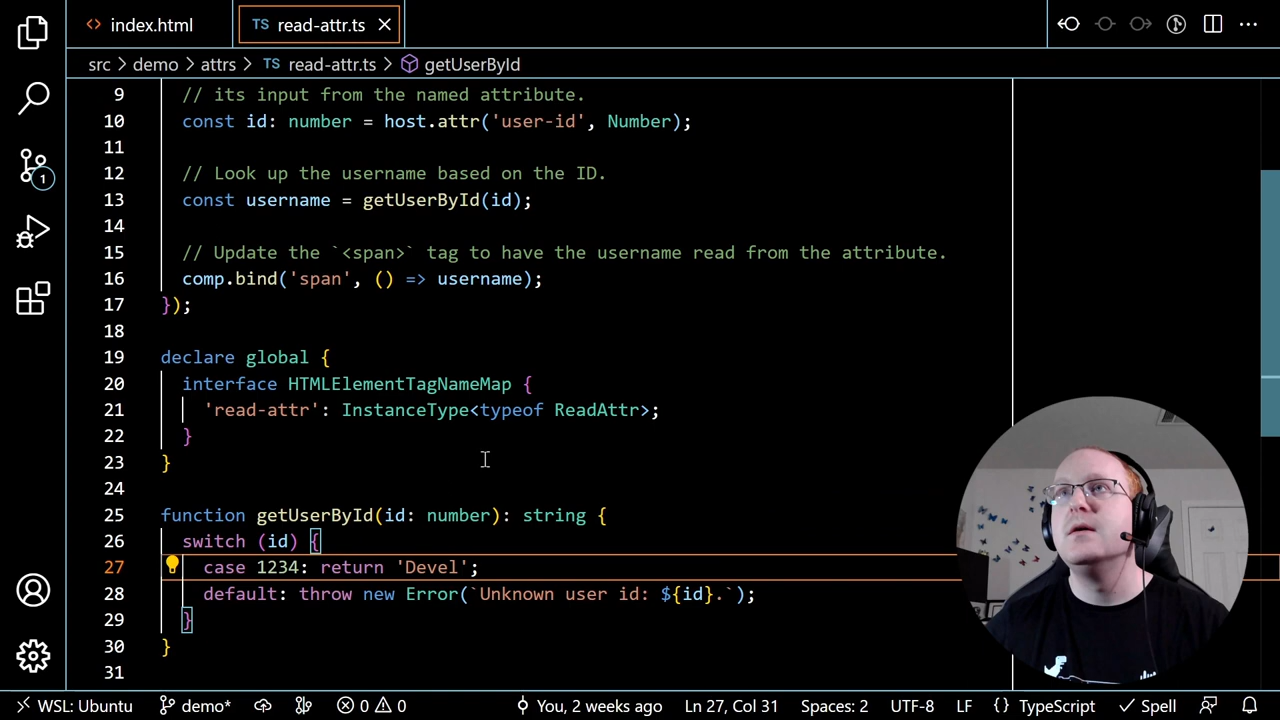 index.html
TS read-attr.ts
src > demo > attrs > TS read-attr.ts > getUserById
9 // its input from the named attribute.
10 const id: number = host.attr('user-id', Number);
11
12 // Look up the username based on the ID.
13 const username = getUserById(id);
14
15 // Update the `<span>` tag to have the username read from the attribute.
16 comp.bind('span', () => username);
17 });
18
19 declare global {
20 interface HTMLElementTagNameMap {
21 'read-attr': InstanceType<typeof ReadAttr>;
22 }
23 }
24
25 function getUserById(id: number): string {
26 switch (id) {
27 case 1234: return 'Devel';
28 default: throw new Error(`Unknown user id: ${id}.`);
29 }
30 }
31
1
WSL: Ubuntu demo* 0 0 You, 2 weeks ago Ln 27, Col 31 Spaces: 2 UTF-8 LF {} TypeScript Spell